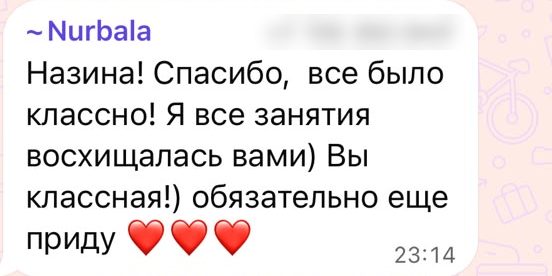 ~Nurbala
Назина! Спасибо, все было
классно! Я все занятия
восхищалась вами) Вы
классная!) обязательно еще
приду ❤️❤️❤️
23:14